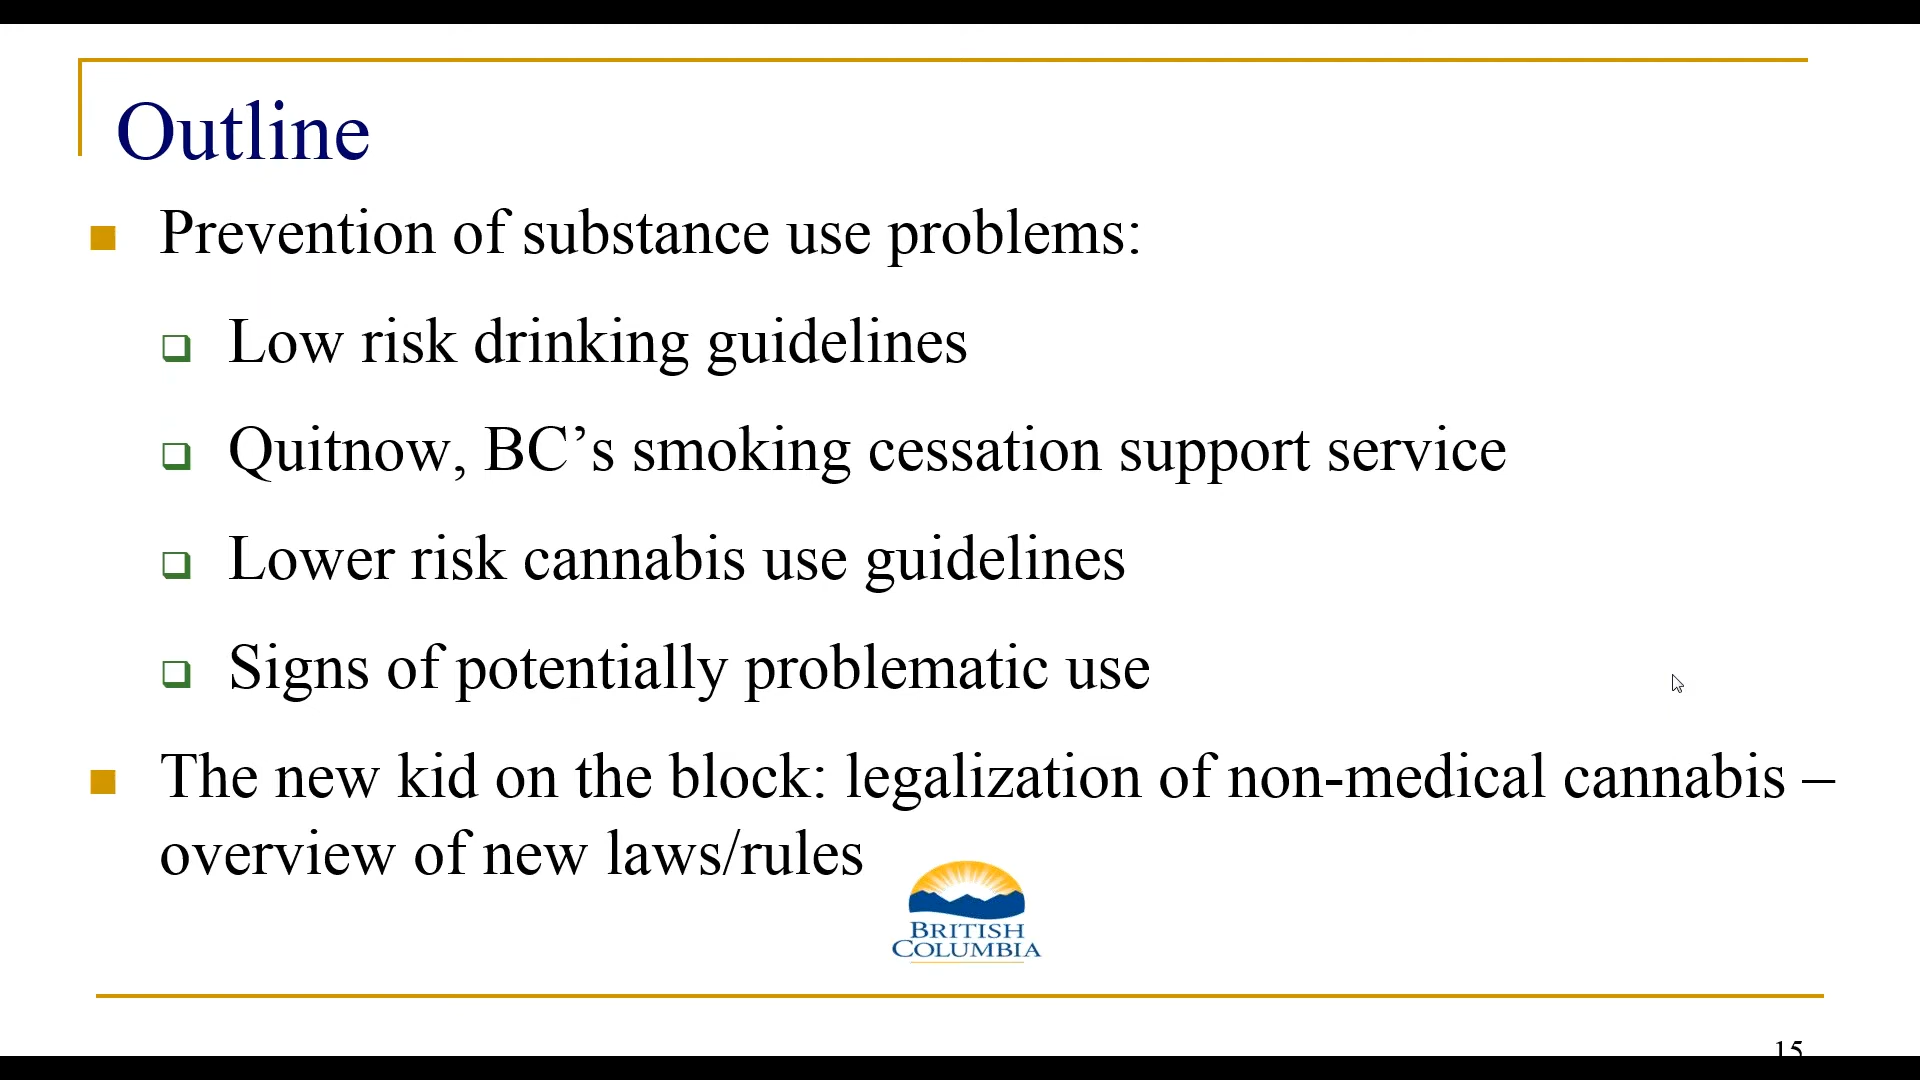 Outline
Prevention of substance use problems:
Low risk drinking guidelines
Quitnow, BC’s smoking cessation support service
Lower risk cannabis use guidelines
Signs of potentially problematic use
The new kid on the block: legalization of non-medical cannabis –
overview of new laws/rules
BRITISH
COLUMBIA
15